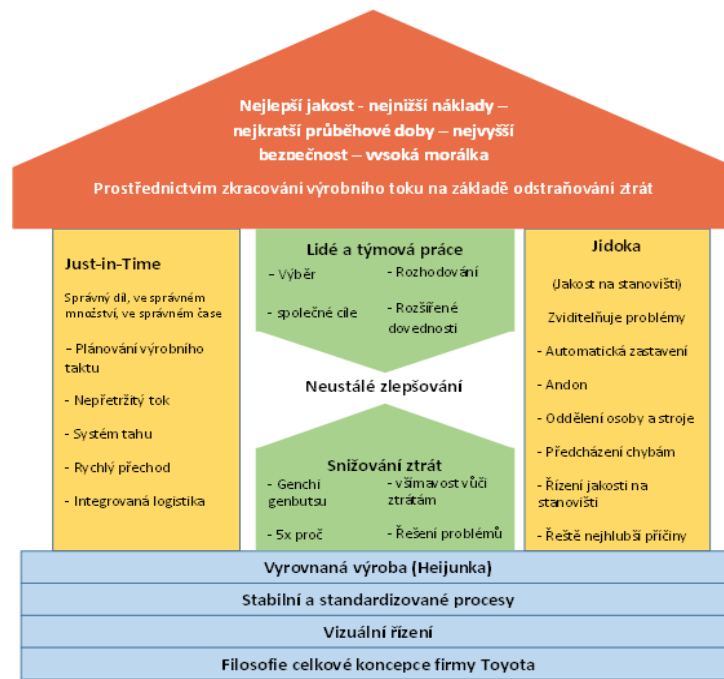 Nejlepší jakost - nejnižší náklady –
nejkratší průběhové doby – nejvyšší
bezpečnost – vysoká morálka
Prostřednictvím zkracování výrobního toku na základě odstraňování ztrát
Just-in-Time
Správný díl, ve správném
množství, ve správném čase
– Plánování výrobního
taktu
- Nepřetržitý tok
- Systém tahu
- Rychlý přechod
- Integrovaná logistika
Lidé a týmová práce
– Výběr
- společné cíle
- Rozhodování
- Rozšířené
dovednosti
Neustálé zlepšování
Snižování ztrát
- Genchi
genbutsu
- 5x proč
- všímavost vůči
ztrátám
- Řešení problémů
Jidoka
(Jakost na stanovišti)
Zviditelňuje problémy
- Automatická zastavení
- Andon
- Oddělení osoby a stroje
- Předcházení chybám
- Řízení jakosti na
stanovišti
- Řeště nejhlubší příčiny
Vyrovnaná výroba (Heijunka)
Stabilní a standardizované procesy
Vizuální řízení
Filosofie celkové koncepce firmy Toyota